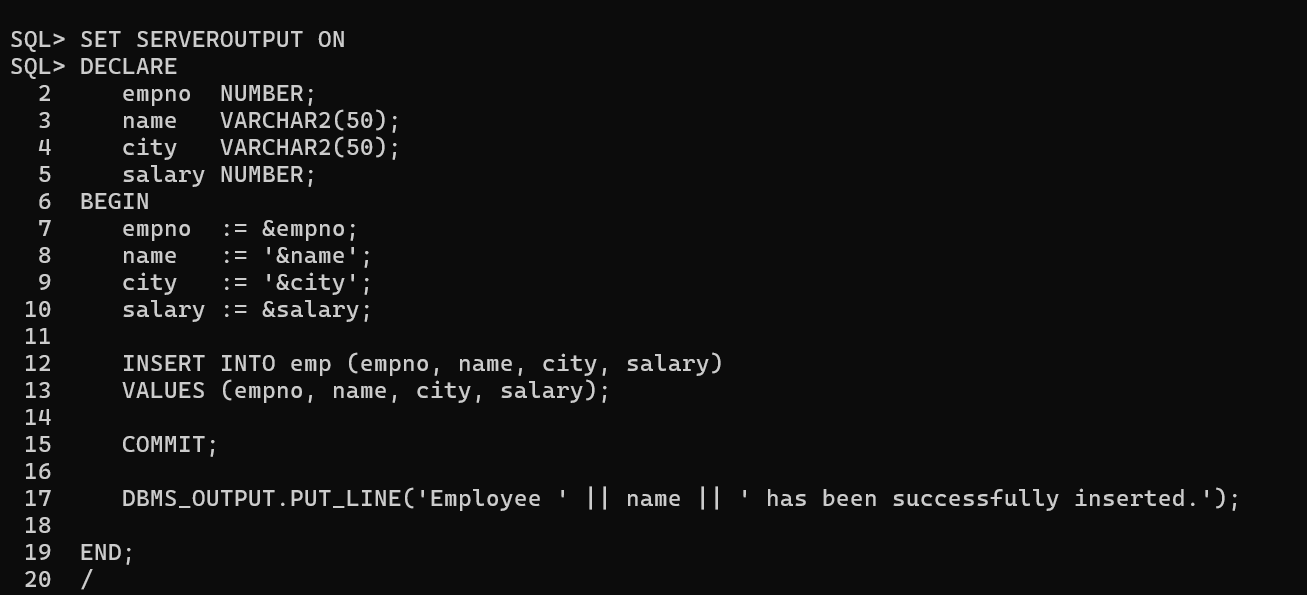 SQL> SET SERVEROUTPUT ON
SQL> DECLARE
  2     empno  NUMBER;
  3     name   VARCHAR2(50);
  4     city   VARCHAR2(50);
  5     salary NUMBER;
  6  BEGIN
  7     empno  := &empno;
  8     name   := '&name';
  9     city   := '&city';
 10     salary := &salary;
 11
 12     INSERT INTO emp (empno, name, city, salary)
 13     VALUES (empno, name, city, salary);
 14
 15     COMMIT;
 16
 17     DBMS_OUTPUT.PUT_LINE('Employee ' || name || ' has been successfully inserted.');
 18
 19  END;
 20  /